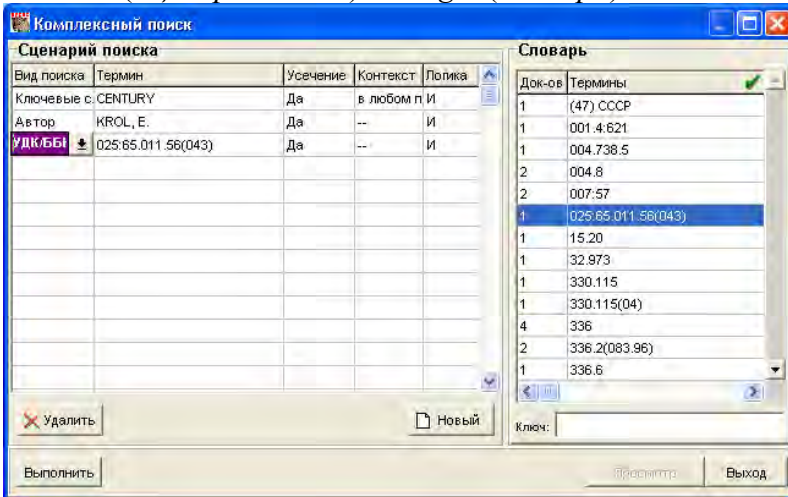 Комплексный поиск
Сценарий поиска
Вид поиска Термин Усечение Контекст Логика
Ключевые с CENTURY Да в любом п И
Автор KROL, E. Да -- И
УДК/ББI 025:65.011.56(043) Да -- И
Удалить Новый
Выполнить
Словарь
Док-ов Термины
1 (47) СССР
1 001.4:621
1 004.738.5
2 004.8
2 007:57
1 025:65.011.56(043)
1 15.20
1 32.973
1 330.115
1 330.115(04)
4 336
2 336.2(083.96)
1 336.6
Ключ:
Просмотр Выход